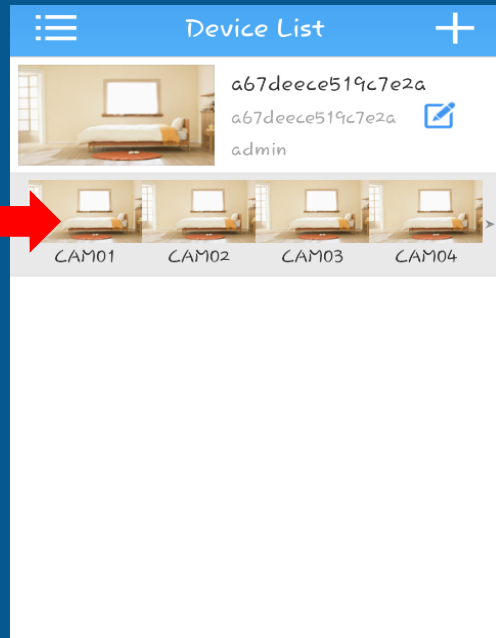 Device List
a67deece519c7e2a
a67deece519c7e2a
admin
CAM01 CAM02 CAM03 CAM04